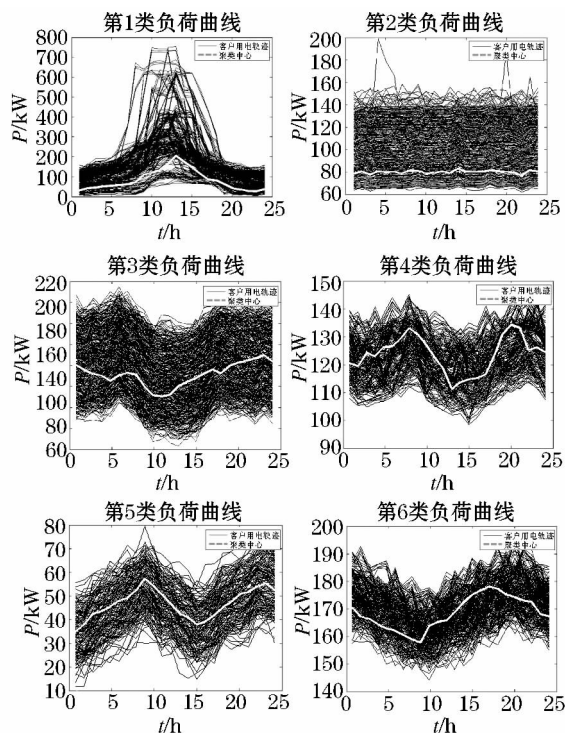 第1类负荷曲线
P/kW
800
700
600
500
400
300
200
100
0
客户用电轨迹
聚类中心
0 5 10 15 20 25
t/h
第2类负荷曲线
P/kW
200
180
160
140
120
100
80
60
客户用电轨迹
聚类中心
0 5 10 15 20 25
t/h
第3类负荷曲线
P/kW
220
200
180
160
140
120
100
80
60
客户用电轨迹
聚类中心
0 5 10 15 20 25
t/h
第4类负荷曲线
P/kW
150
140
130
120
110
100
90
客户用电轨迹
聚类中心
0 5 10 15 20 25
t/h
第5类负荷曲线
P/kW
80
70
60
50
40
30
20
10
0
客户用电轨迹
聚类中心
0 5 10 15 20 25
t/h
第6类负荷曲线
P/kW
200
190
180
170
160
150
140
客户用电轨迹
聚类中心
0 5 10 15 20 25
t/h